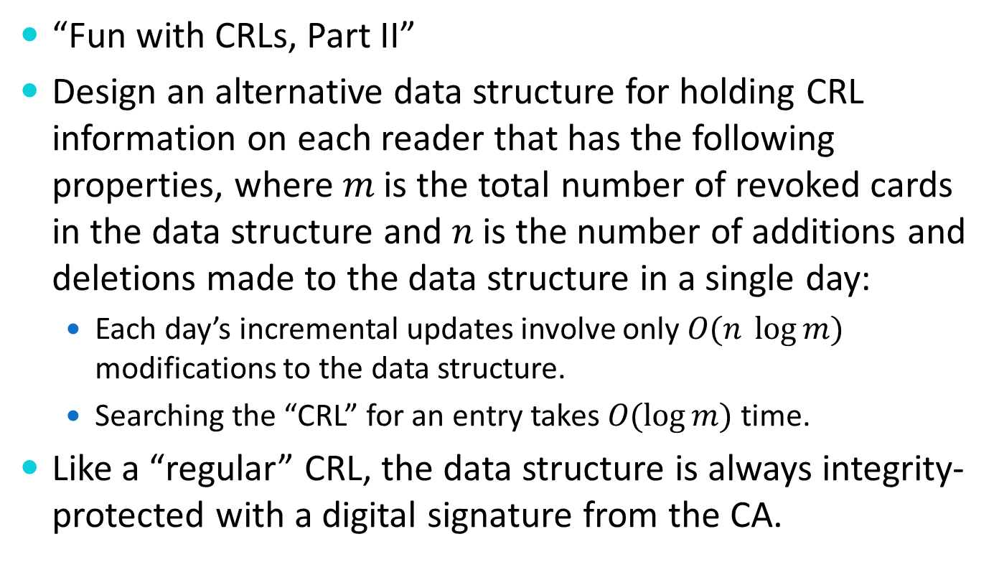 • “Fun with CRLs, Part II”
• Design an alternative data structure for holding CRL
information on each reader that has the following
properties, where m is the total number of revoked cards
in the data structure and n is the number of additions and
deletions made to the data structure in a single day:
• Each day’s incremental updates involve only O(n log m)
modifications to the data structure.
• Searching the “CRL” for an entry takes O(log m) time.
• Like a “regular” CRL, the data structure is always integrity-
protected with a digital signature from the CA.